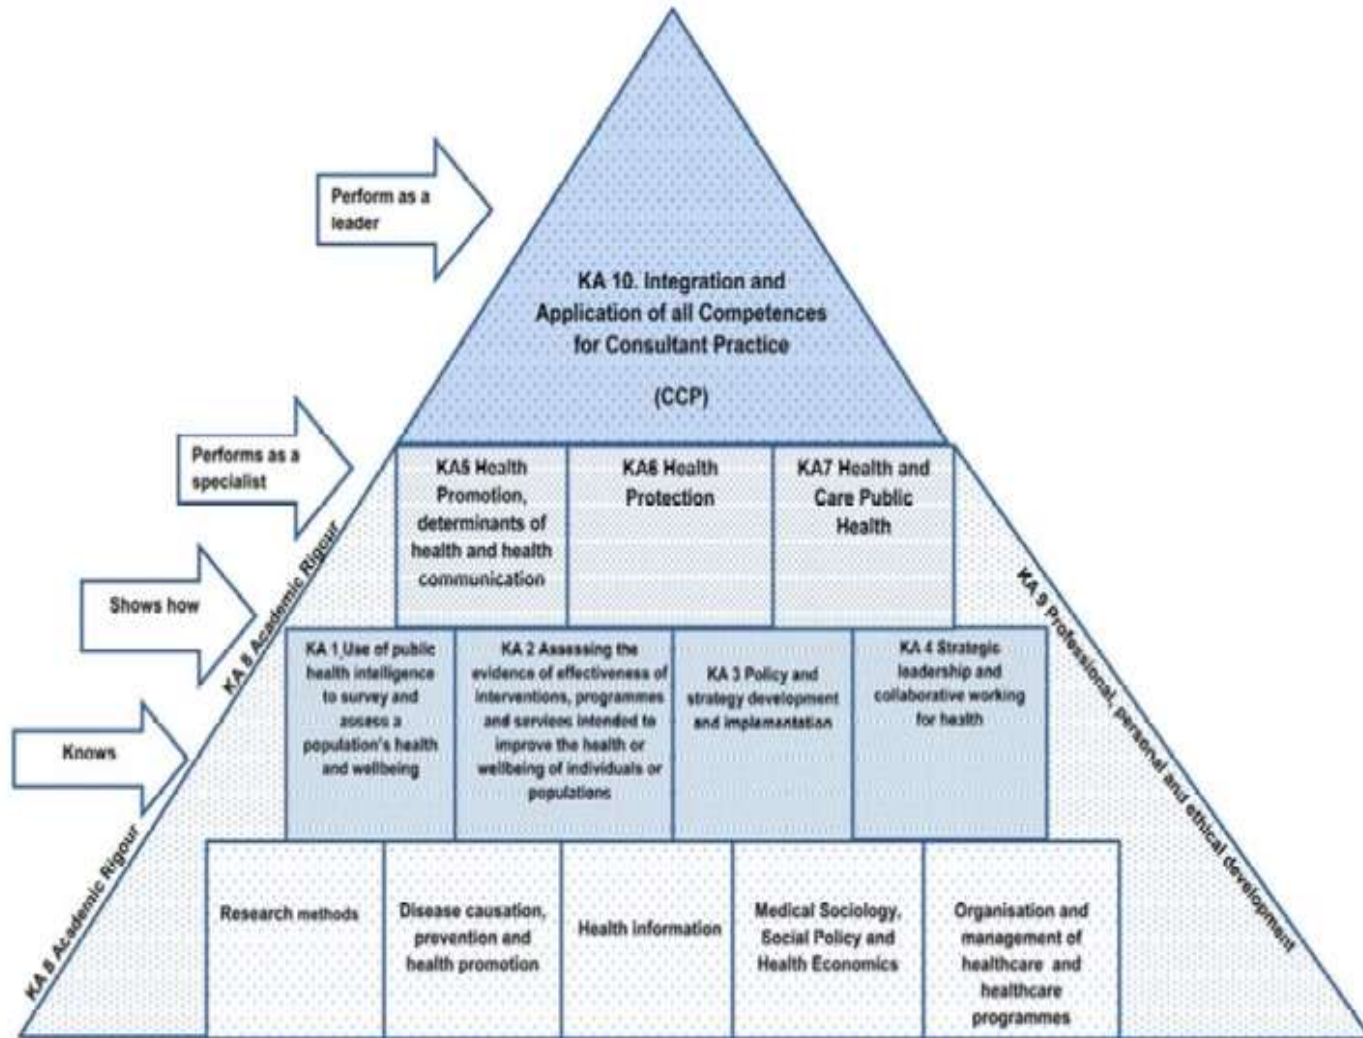 Perform as a
leader
KA 10. Integration and
Application of all Competences
for Consultant Practice
(CCP)
Performs as a
specialist
KA5 Health
Promotion,
determinants of
health and health
communication
KA6 Health
Protection
KA7 Health and
Care Public
Health
Shows how
KA 8 Academic Rigour
KA 9 Professional, personal and ethical development
KA 1 Use of public
health intelligence
to survey and
assess a
population's health
and wellbeing
KA 2 Assessing the
evidence of effectiveness of
interventions, programmes
and services intended to
improve the health or
wellbeing of individuals or
populations
KA 3 Policy and
strategy development
and implementation
KA 4 Strategic
leadership and
collaborative working
for health
Knows
KA 8 Academic Rigour
Research methods
Disease causation,
prevention and
health promotion
Health information
Medical Sociology,
Social Policy and
Health Economics
Organisation and
management of
healthcare and
healthcare
programmes